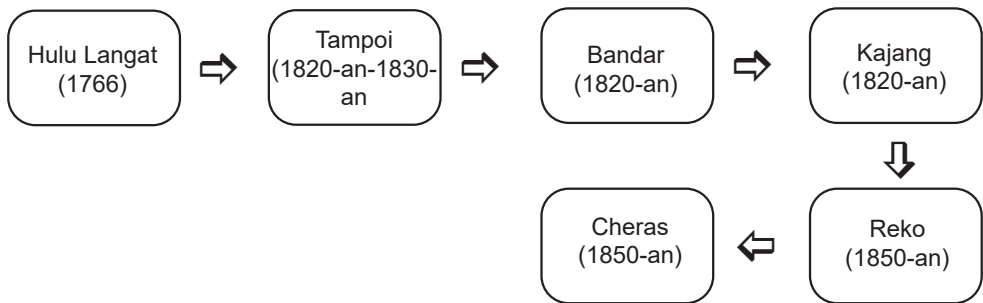 Hulu Langat
(1766)
Tampoi
(1820-an-1830-
an
Bandar
(1820-an)
Kajang
(1820-an)
Reko
(1850-an)
Cheras
(1850-an)